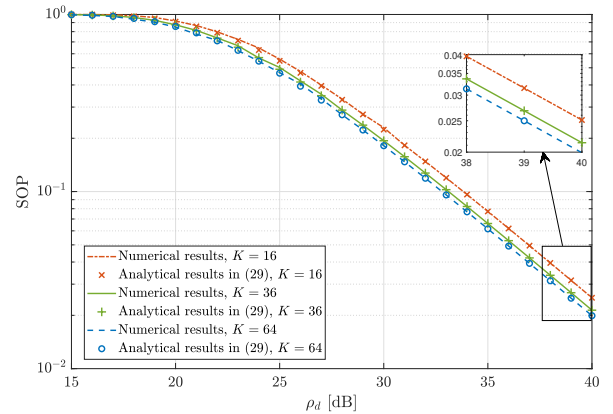 10^0
10^{-1}
10^{-2}
SOP
15
20
25
30
35
40
ρ_d [dB]
0.04
0.035
0.03
0.025
0.02
38
39
40
Numerical results, K = 16
Analytical results in (29), K = 16
Numerical results, K = 36
Analytical results in (29), K = 36
Numerical results, K = 64
Analytical results in (29), K = 64